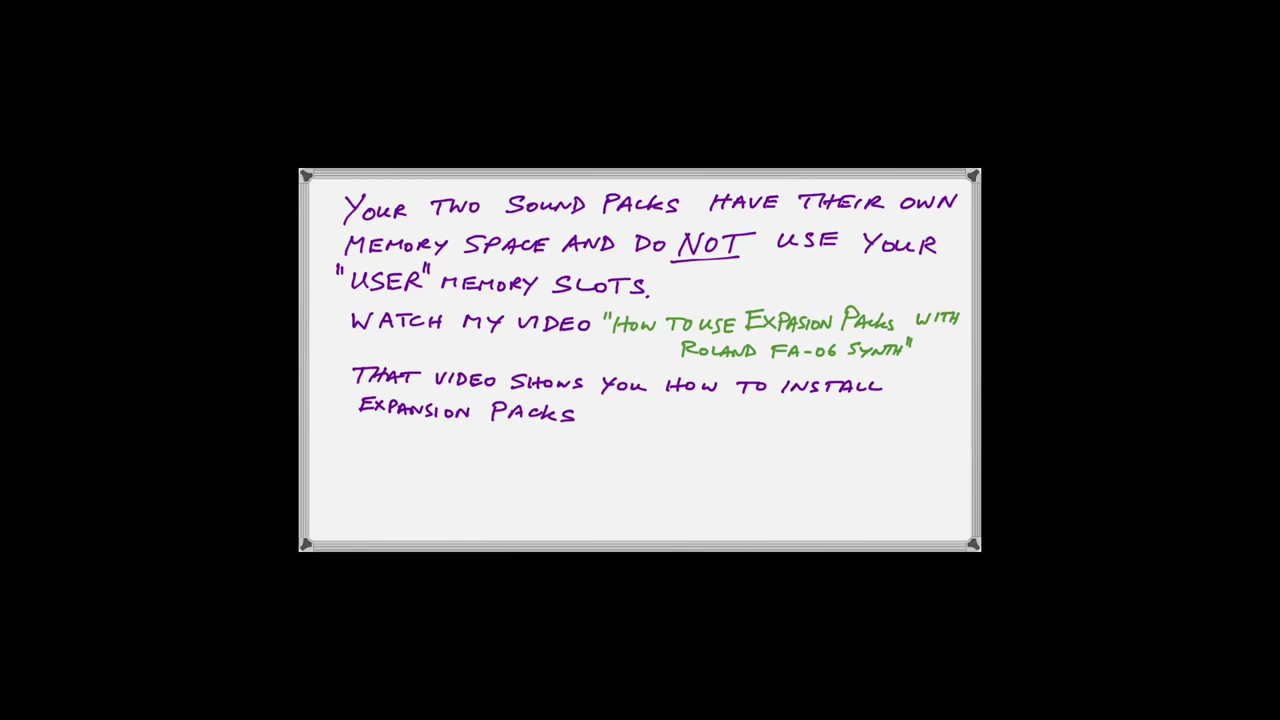 YOUR TWO SOUND PACKS HAVE THEIR OWN
MEMORY SPACE AND DO NOT USE YOUR
"USER" MEMORY SLOTS.
WATCH MY VIDEO "HOW TO USE EXPASION PACKS WITH
ROLAND FA-06 SYNTH"
THAT VIDEO SHOWS YOU HOW TO INSTALL
EXPANSION PACKS